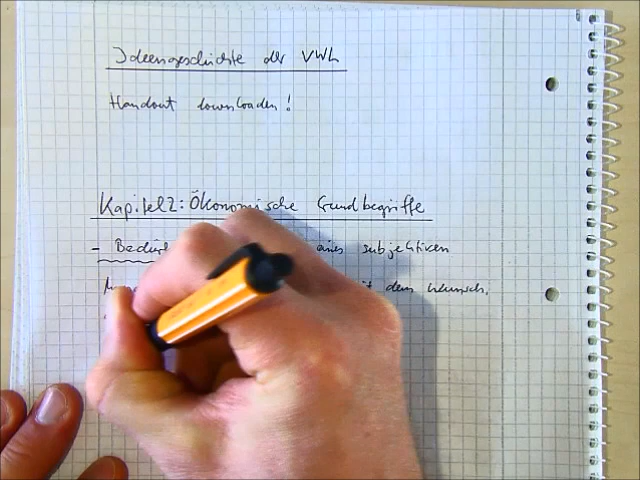 Ideengeschichte der VWL
Handout downloaden!
Kapitel 2: Ökonomische Grundbegriffe
- eines subjektiven
mit dem Wunsch,